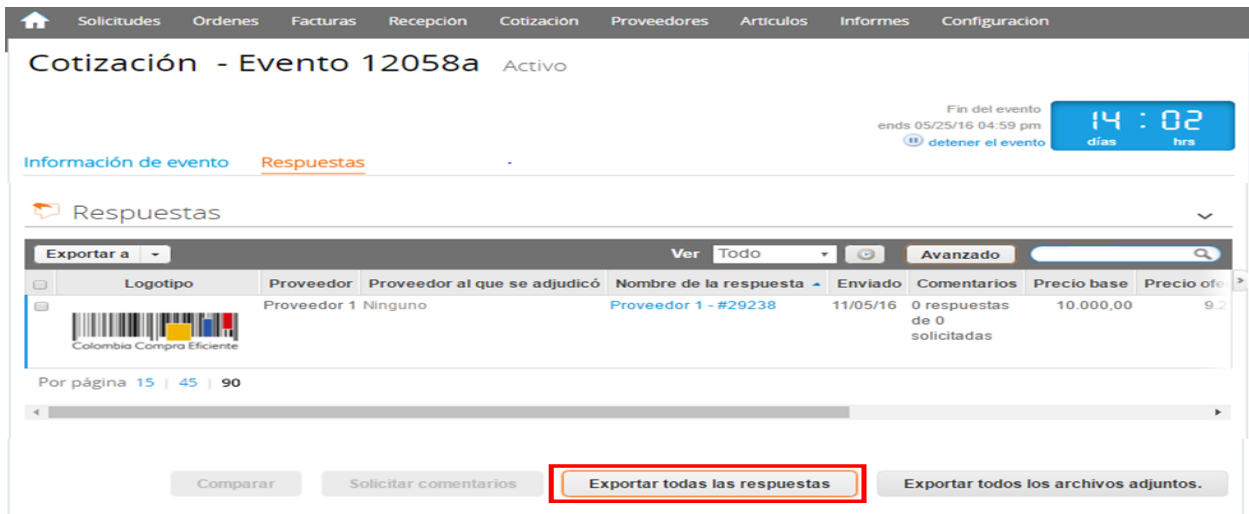 Solicitudes Ordenes Facturas Recepción Cotización Proveedores Artículos Informes Configuración
Cotización - Evento 12058a Activo
Fin del evento
ends 05/25/16 04:59 pm
detener el evento
14 : 02
días hrs
Información de evento Respuestas
Respuestas
Exportar a Ver Todo Avanzado
Logotipo Proveedor Proveedor al que se adjudicó Nombre de la respuesta Enviado Comentarios Precio base Precio ofe
Proveedor 1 Ninguno Proveedor 1 - #29238 11/05/16 0 respuestas 10.000,00 9.2
de 0
solicitadas
Colombia Compra Eficiente
Por página 15 | 45 | 90
Comparar Solicitar comentarios Exportar todas las respuestas Exportar todos los archivos adjuntos.